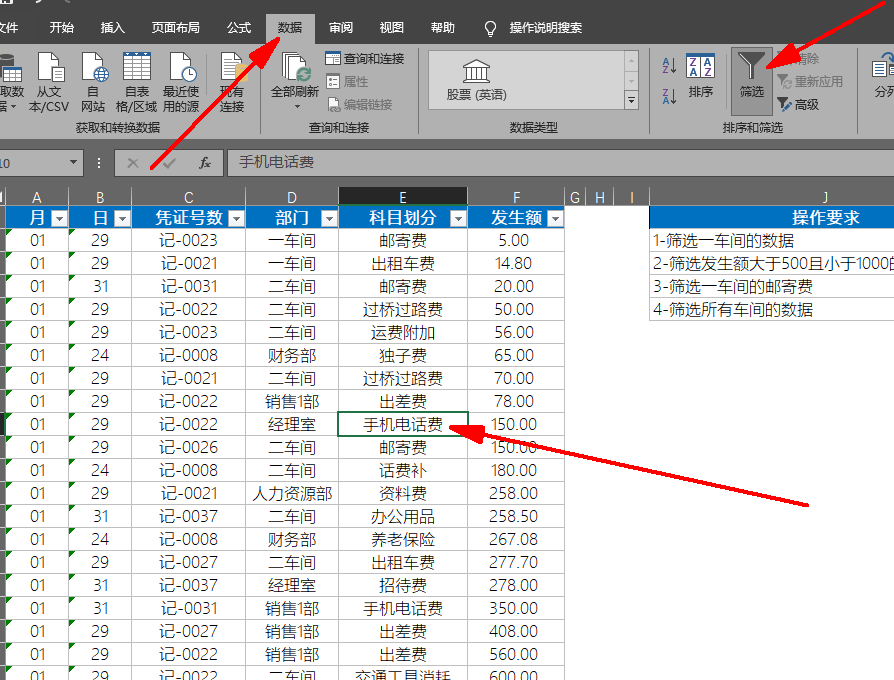 文件 开始 插入 页面布局 公式 数据 审阅 视图 帮助 操作说明搜索
取数 从文 自 自表 最近使 现有 全部刷新 查询和连接 属性 编辑链接 股票 (英语) 排序 筛选 清除 重新应用 高级 分列
据 本/CSV 网站 格/区域 用的源 连接
获取和转换数据 查询和连接 数据类型 排序和筛选
10 fx 手机电话费
A B C D E F G H I J
月 日 凭证号数 部门 科目划分 发生额 操作要求
01 29 记-0023 一车间 邮寄费 5.00 1-筛选一车间的数据
01 29 记-0021 一车间 出租车费 14.80 2-筛选发生额大于500且小于1000的
01 31 记-0031 二车间 邮寄费 20.00 3-筛选一车间的邮寄费
01 29 记-0022 二车间 过桥过路费 50.00 4-筛选所有车间的数据
01 29 记-0023 二车间 运费附加 56.00
01 24 记-0008 财务部 独子费 65.00
01 29 记-0021 二车间 过桥过路费 70.00
01 29 记-0022 销售1部 出差费 78.00
01 29 记-0022 经理室 手机电话费 150.00
01 29 记-0026 二车间 邮寄费 150.00
01 24 记-0008 二车间 话费补 180.00
01 29 记-0021 人力资源部 资料费 258.00
01 31 记-0037 二车间 办公用品 258.50
01 24 记-0008 财务部 养老保险 267.08
01 29 记-0027 二车间 出租车费 277.70
01 31 记-0037 经理室 招待费 278.00
01 31 记-0031 销售1部 手机电话费 350.00
01 29 记-0027 销售1部 出差费 408.00
01 29 记-0022 销售1部 出差费 560.00
01 29 记-0022 二车间 交通工具消耗 600.00